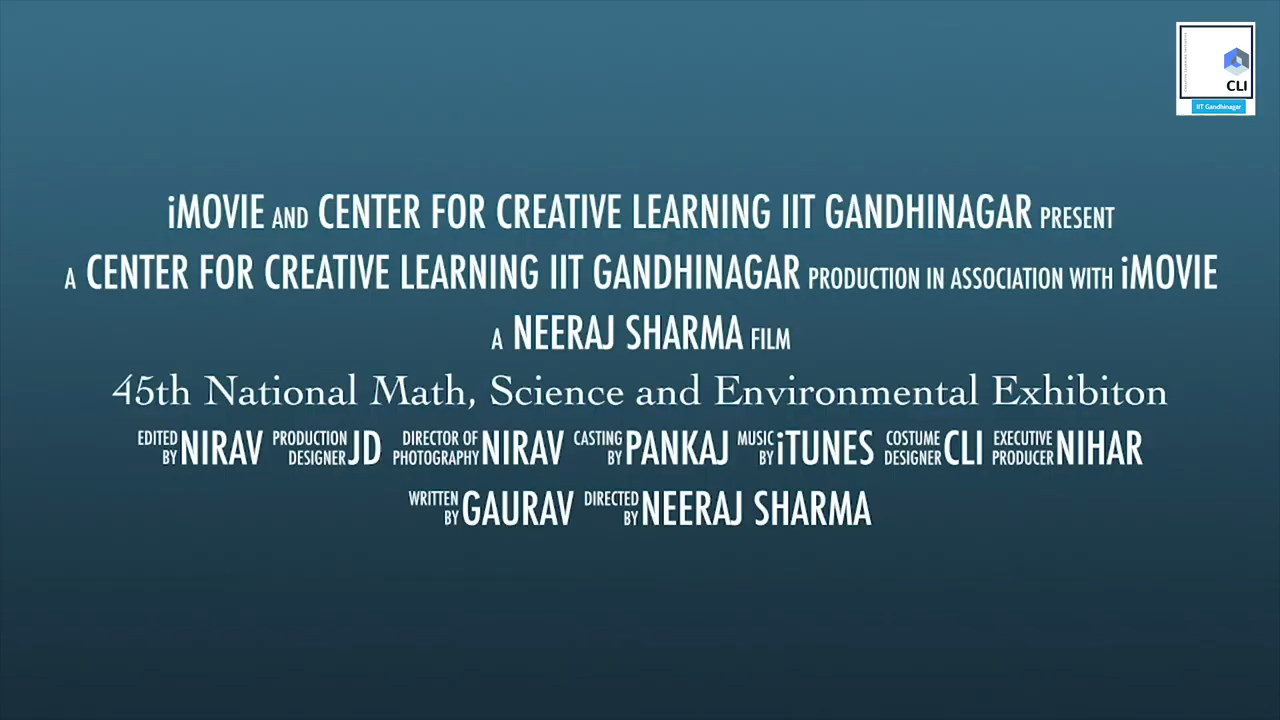 CLI
IIT Gandhinagar
iMOVIE AND CENTER FOR CREATIVE LEARNING IIT GANDHINAGAR PRESENT
A CENTER FOR CREATIVE LEARNING IIT GANDHINAGAR PRODUCTION IN ASSOCIATION WITH iMOVIE
A NEERAJ SHARMA FILM
45th National Math, Science and Environmental Exhibiton
EDITED BY NIRAV PRODUCTION DESIGNER JD DIRECTOR OF PHOTOGRAPHY NIRAV CASTING BY PANKAJ MUSIC BY iTUNES COSTUME DESIGNER CLI EXECUTIVE PRODUCER NIHAR
WRITTEN BY GAURAV DIRECTED BY NEERAJ SHARMA